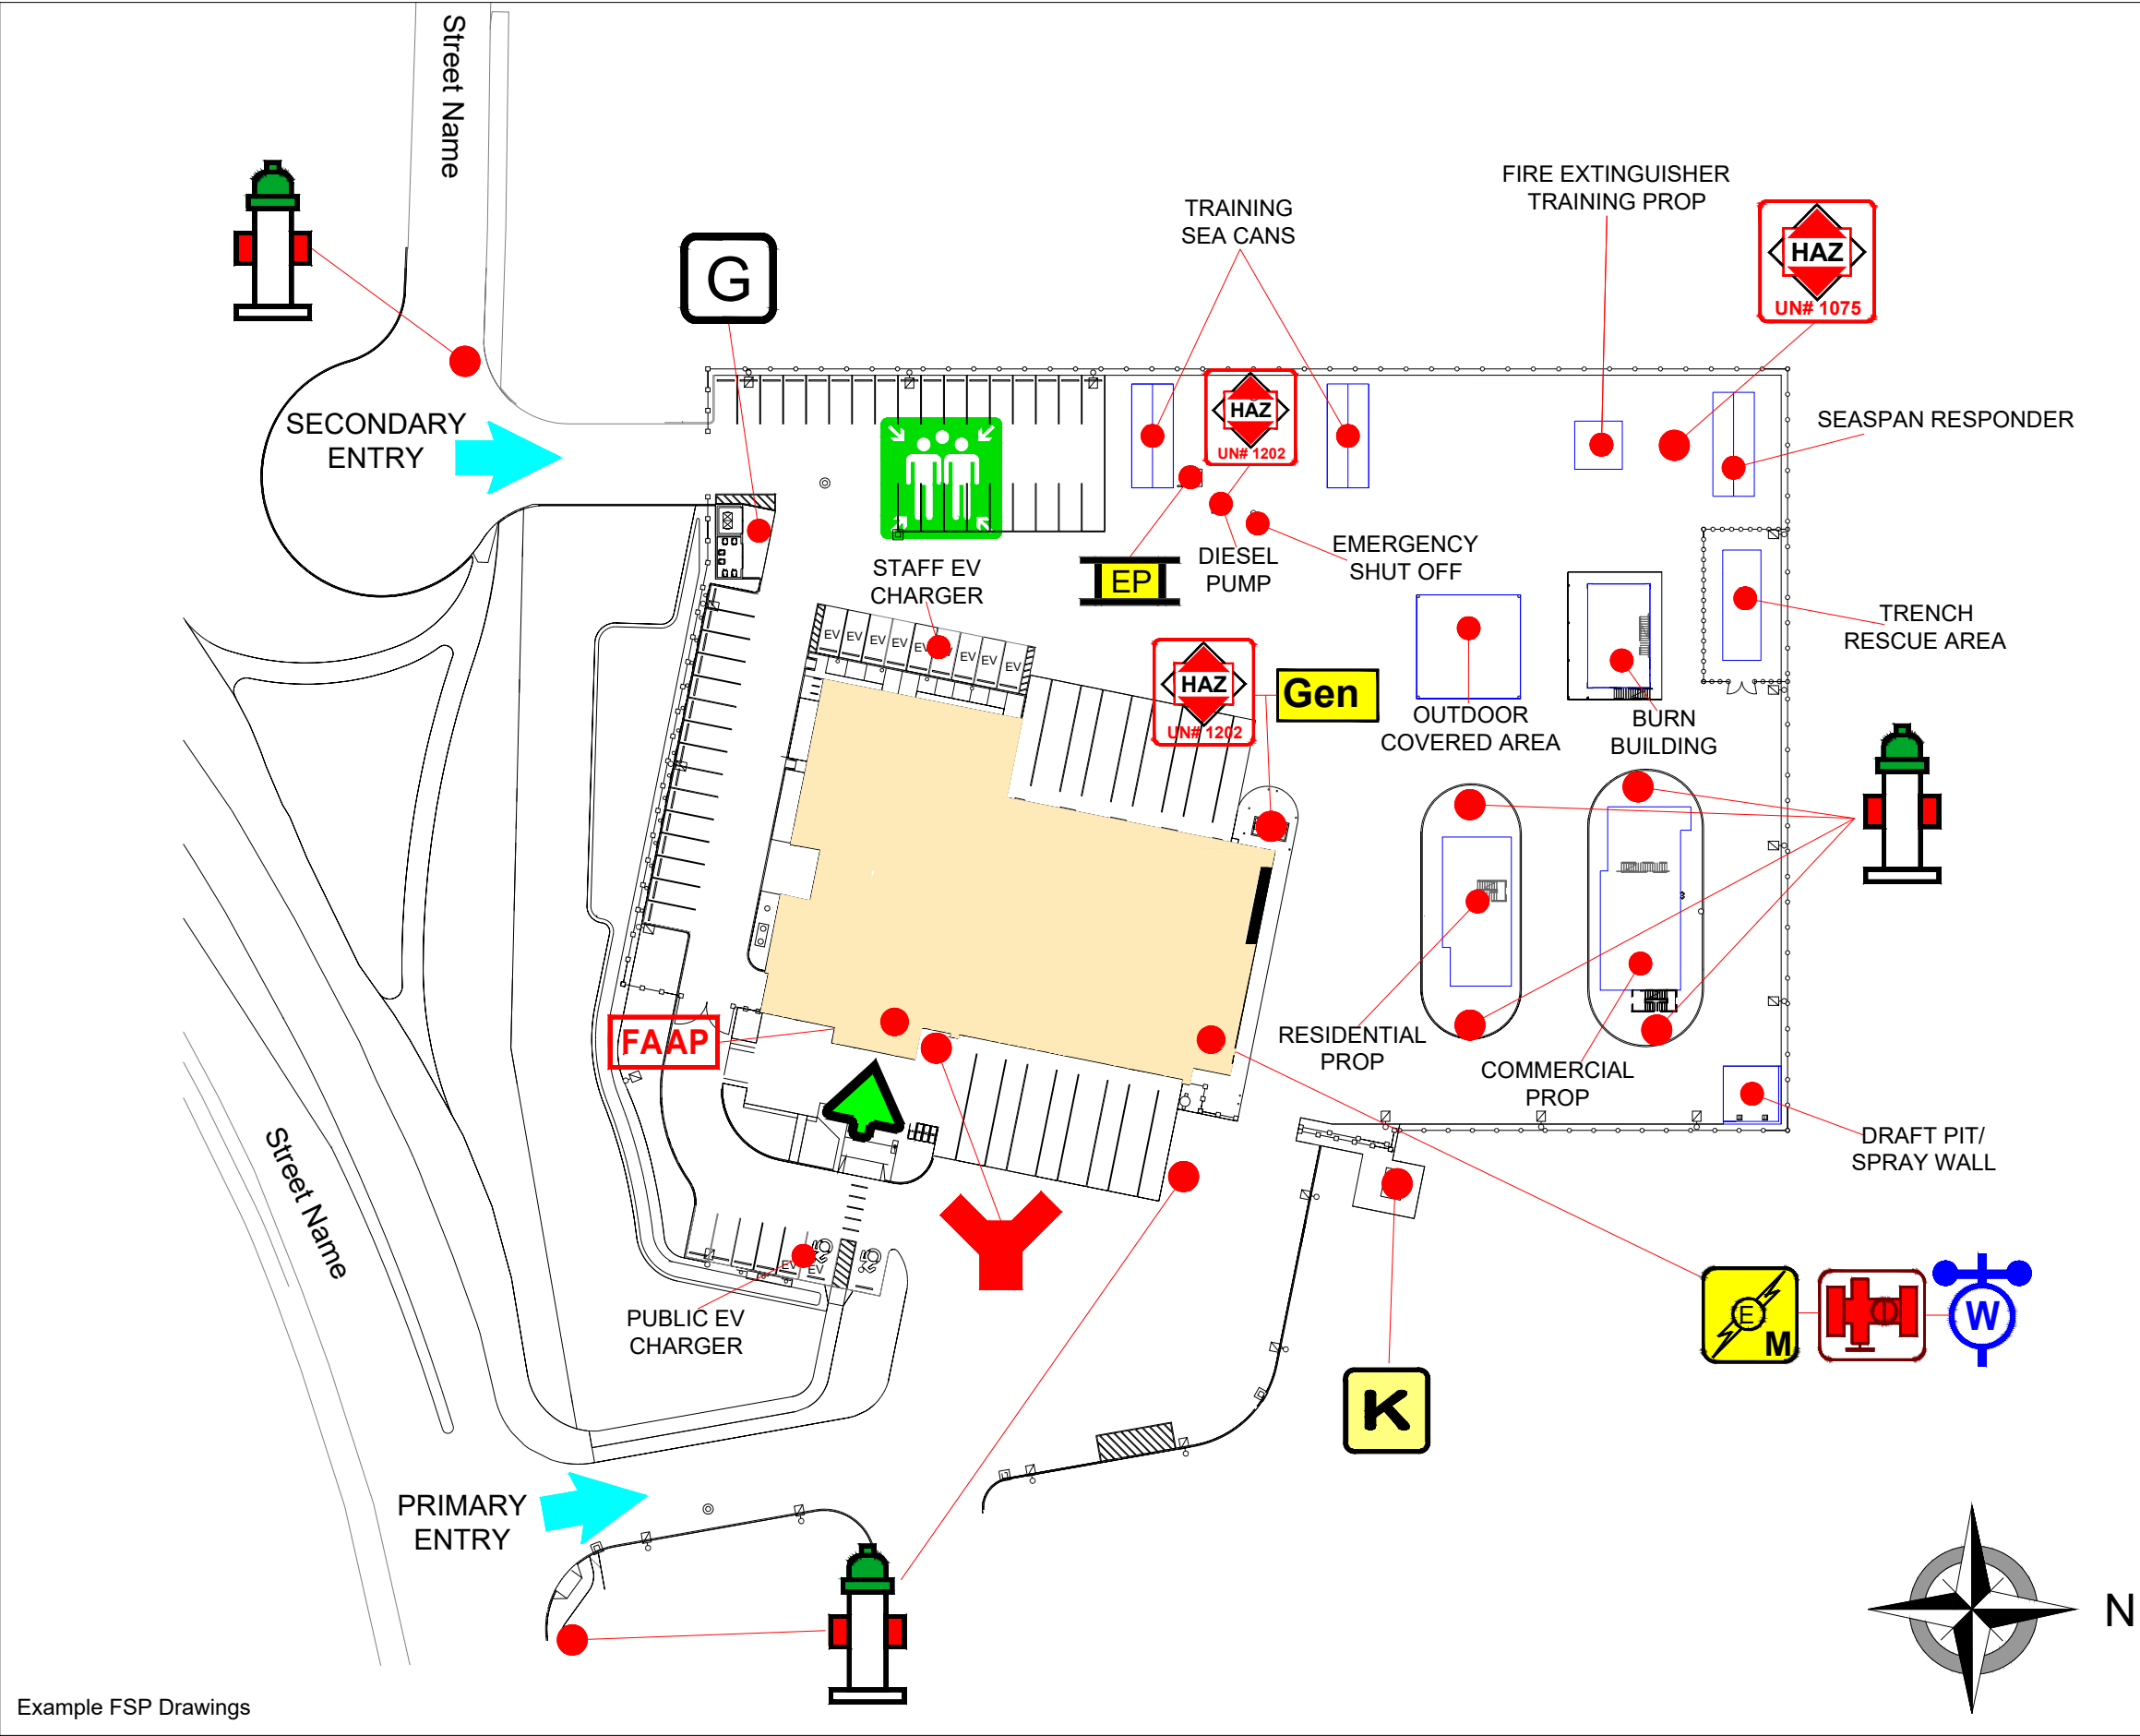 Street Name
FIRE EXTINGUISHER
TRAINING PROP
TRAINING
SEA CANS
G
HAZ
UN# 1075
HAZ
UN# 1202
SEASPAN RESPONDER
SECONDARY
ENTRY
EMERGENCY
SHUT OFF
DIESEL
PUMP
EP
STAFF EV
CHARGER
EV
EV
EV
EV
EV
EV
EV
EV
TRENCH
RESCUE AREA
HAZ
UN# 1202
Gen
OUTDOOR
COVERED AREA
BURN
BUILDING
FAAP
RESIDENTIAL
PROP
COMMERCIAL
PROP
DRAFT PIT/
SPRAY WALL
Street Name
EV
EV
PUBLIC EV
CHARGER
E
M
W
K
PRIMARY
ENTRY
N
Example FSP Drawings